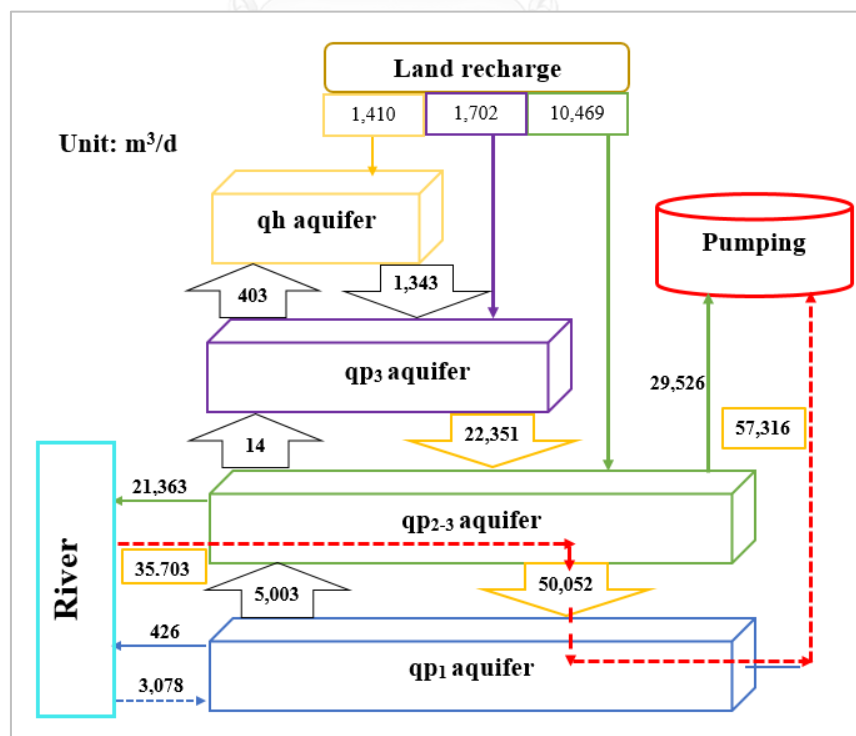 Land recharge
1,410 1,702 10,469
Unit: m³/d
qh aquifer
Pumping
403
1,343
qp₃ aquifer
29,526
57,316
14
22,351
21,363
qp₂₋₃ aquifer
35.703
River
5,003
50,052
426
qp₁ aquifer
3,078